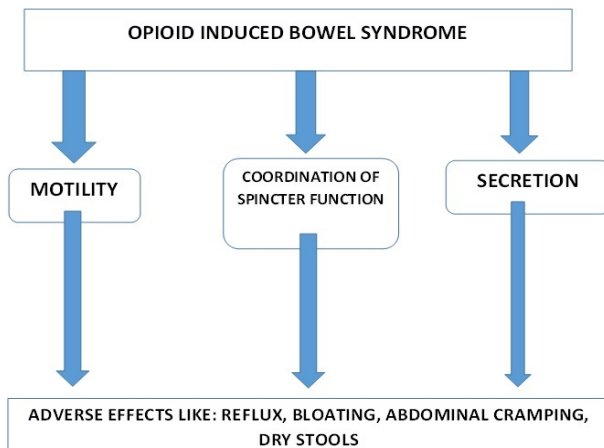 OPIOID INDUCED BOWEL SYNDROME
MOTILITY
COORDINATION OF
SPINCTER FUNCTION
SECRETION
ADVERSE EFFECTS LIKE: REFLUX, BLOATING, ABDOMINAL CRAMPING,
DRY STOOLS